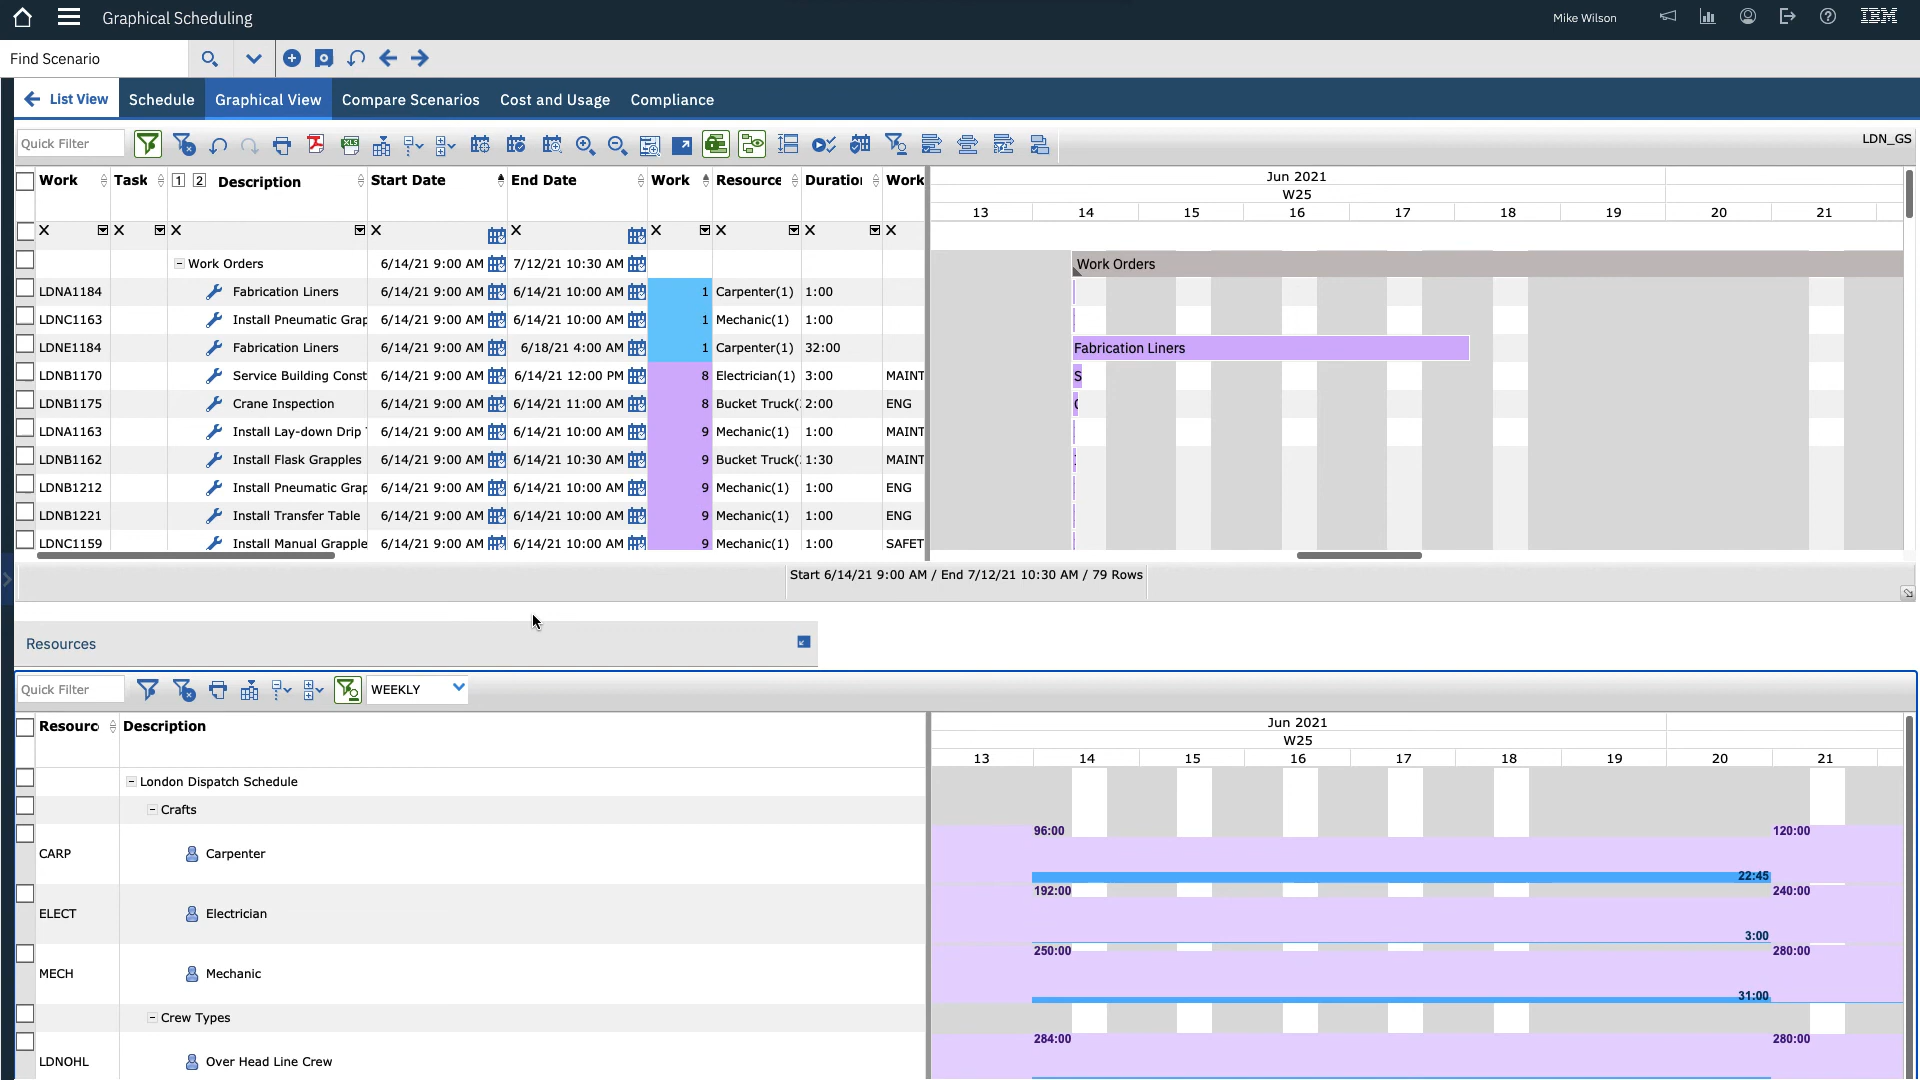 Graphical Scheduling
Mike Wilson
IBM
Find Scenario
List View
Schedule
Graphical View
Compare Scenarios
Cost and Usage
Compliance
Quick Filter
LDN_GS
Work Task 1 2 Description Start Date End Date Work Resource Duration Work
Jun 2021
W25
13 14 15 16 17 18 19 20 21
X X X X X X X X X
Work Orders 6/14/21 9:00 AM 7/12/21 10:30 AM
Work Orders
LDNA1184 Fabrication Liners 6/14/21 9:00 AM 6/14/21 10:00 AM 1 Carpenter(1) 1:00
LDNC1163 Install Pneumatic Grap 6/14/21 9:00 AM 6/14/21 10:00 AM 1 Mechanic(1) 1:00
LDNE1184 Fabrication Liners 6/14/21 9:00 AM 6/18/21 4:00 AM 1 Carpenter(1) 32:00
Fabrication Liners
LDNB1170 Service Building Const 6/14/21 9:00 AM 6/14/21 12:00 PM 8 Electrician(1) 3:00 MAINT
S
LDNB1175 Crane Inspection 6/14/21 9:00 AM 6/14/21 11:00 AM 8 Bucket Truck( 2:00 ENG
LDNA1163 Install Lay-down Drip 6/14/21 9:00 AM 6/14/21 10:00 AM 9 Mechanic(1) 1:00 MAINT
LDNB1162 Install Flask Grapples 6/14/21 9:00 AM 6/14/21 10:30 AM 9 Bucket Truck( 1:30 MAINT
LDNB1212 Install Pneumatic Grap 6/14/21 9:00 AM 6/14/21 10:00 AM 9 Mechanic(1) 1:00 ENG
LDNB1221 Install Transfer Table 6/14/21 9:00 AM 6/14/21 10:00 AM 9 Mechanic(1) 1:00 ENG
LDNC1159 Install Manual Grapple 6/14/21 9:00 AM 6/14/21 10:00 AM 9 Mechanic(1) 1:00 SAFET
Start 6/14/21 9:00 AM / End 7/12/21 10:30 AM / 79 Rows
Resources
Quick Filter
WEEKLY
Resourc Description
Jun 2021
W25
13 14 15 16 17 18 19 20 21
London Dispatch Schedule
Crafts
96:00 120:00
CARP Carpenter
22:45
192:00 240:00
ELECT Electrician
3:00
250:00 280:00
MECH Mechanic
31:00
Crew Types
284:00 280:00
LDNOHL Over Head Line Crew